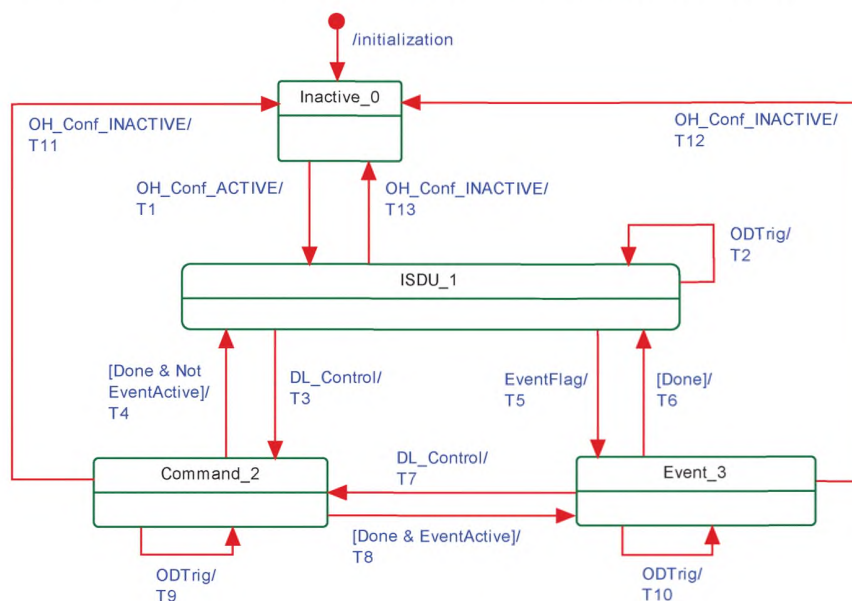 /initialization
Inactive_0
OH_Conf_INACTIVE/
T11
OH_Conf_INACTIVE/
T12
OH_Conf_ACTIVE/
T1
OH_Conf_INACTIVE/
T13
ODTrig/
T2
ISDU_1
[Done & Not
EventActive]/
T4
DL_Control/
T3
EventFlag/
T5
[Done]/
T6
Command_2
DL_Control/
T7
Event_3
[Done & EventActive]/
T8
ODTrig/
T9
ODTrig/
T10